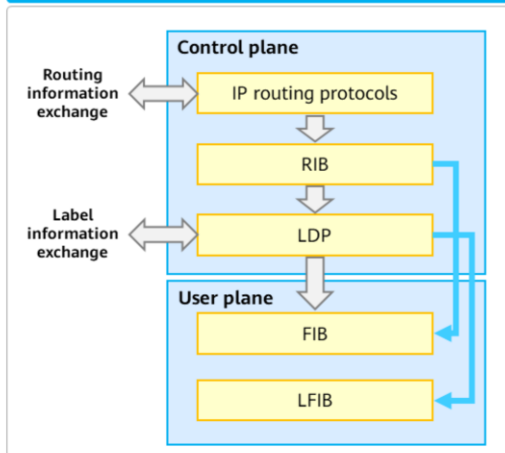 Control plane
Routing
information
exchange
IP routing protocols
RIB
Label
information
exchange
LDP
User plane
FIB
LFIB